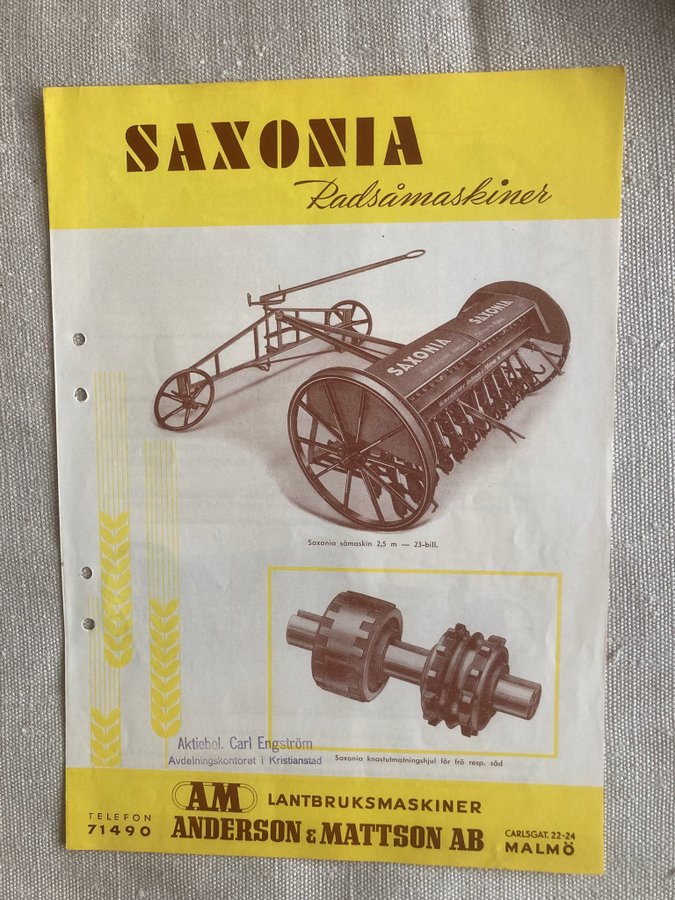 SAXONIA
Radsåmaskiner
SAXONIA
SAXONIA
Saxonia såmaskin 2,5 m — 23-bill.
Aktiebol. Carl Engström
Avdelningskontoret i Kristianstad
Saxonia knastutmatningshjul för frö resp. säd
AM LANTBRUKSMASKINER
TELEFON
71490
ANDERSON & MATTSON AB
CARLSGAT. 22-24
MALMÖ